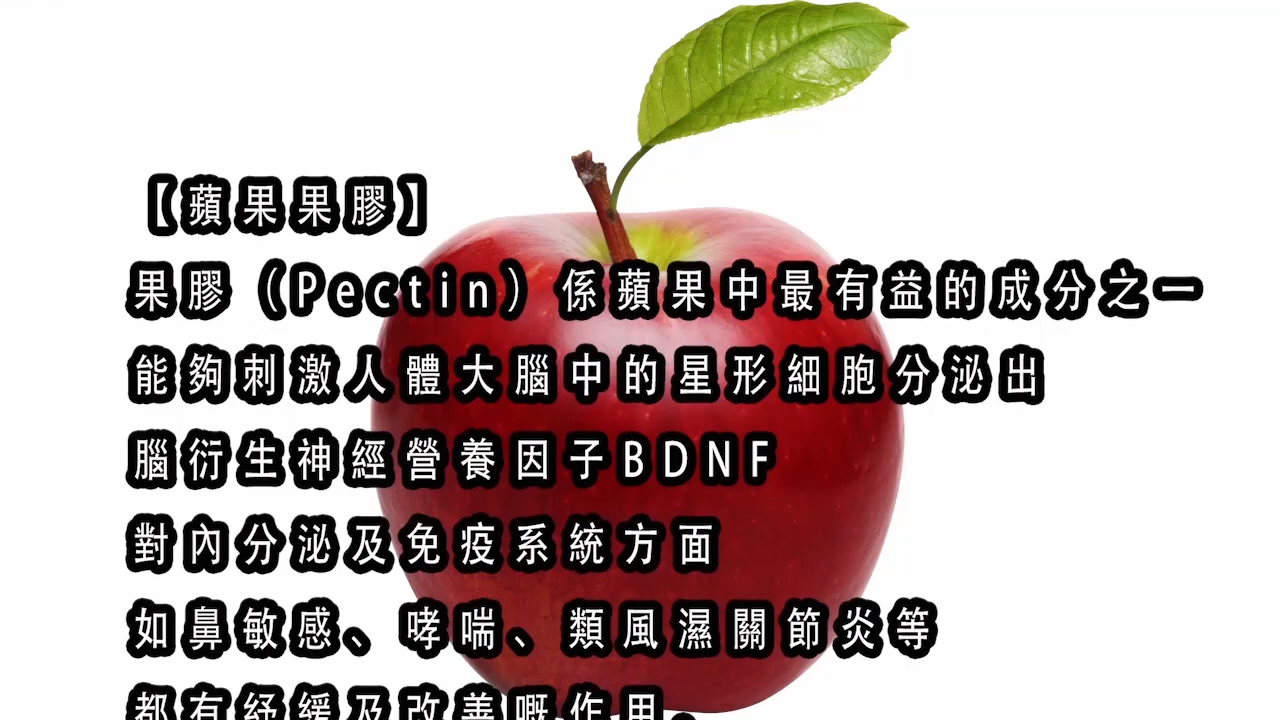 【蘋果果膠】
果膠（Pectin）係蘋果中最有益的成分之一
能夠刺激人體大腦中的星形細胞分泌出
腦衍生神經營養因子BDNF
對內分泌及免疫系統方面
如鼻敏感、哮喘、類風濕關節炎等
都有紓緩及改善嘅作用。